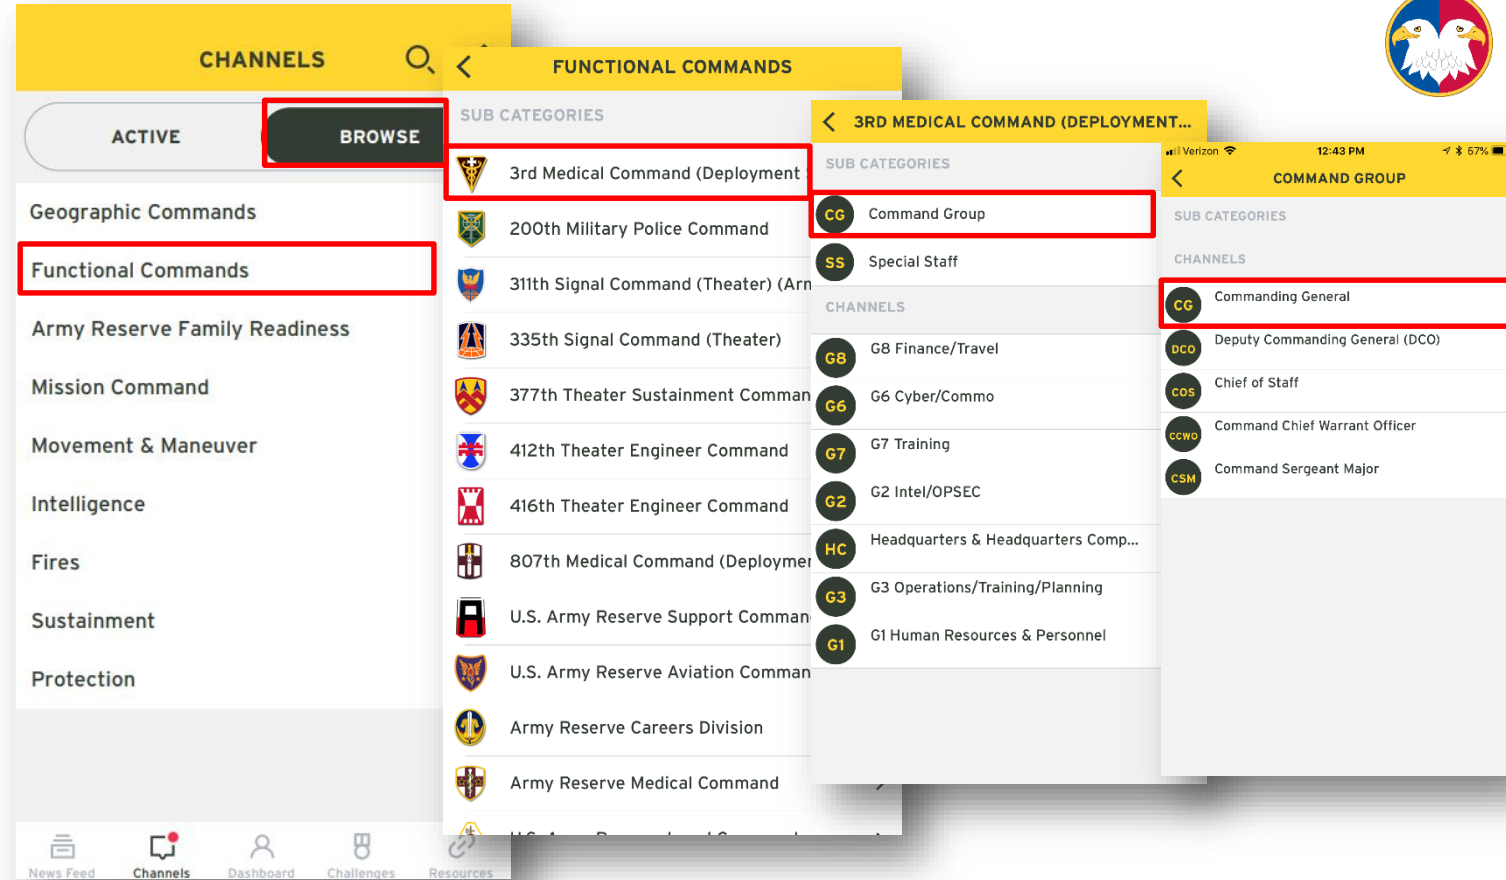 CHANNELS
ACTIVE
BROWSE
Geographic Commands
Functional Commands
Army Reserve Family Readiness
Mission Command
Movement & Maneuver
Intelligence
Fires
Sustainment
Protection
News Feed
Channels
Dashboard
Challenges
Resources
FUNCTIONAL COMMANDS
SUB CATEGORIES
3rd Medical Command (Deployment
200th Military Police Command
311th Signal Command (Theater) (Arm
335th Signal Command (Theater)
377th Theater Sustainment Comman
412th Theater Engineer Command
416th Theater Engineer Command
807th Medical Command (Deploymen
U.S. Army Reserve Support Comman
U.S. Army Reserve Aviation Comman
Army Reserve Careers Division
Army Reserve Medical Command
3RD MEDICAL COMMAND (DEPLOYMENT...
SUB CATEGORIES
CG Command Group
SS Special Staff
CHANNELS
G8 G8 Finance/Travel
G6 G6 Cyber/Commo
G7 G7 Training
G2 G2 Intel/OPSEC
HC Headquarters & Headquarters Comp...
G3 G3 Operations/Training/Planning
G1 G1 Human Resources & Personnel
Verizon 12:43 PM 57%
COMMAND GROUP
SUB CATEGORIES
CHANNELS
CG Commanding General
DCO Deputy Commanding General (DCO)
COS Chief of Staff
CCWO Command Chief Warrant Officer
CSM Command Sergeant Major